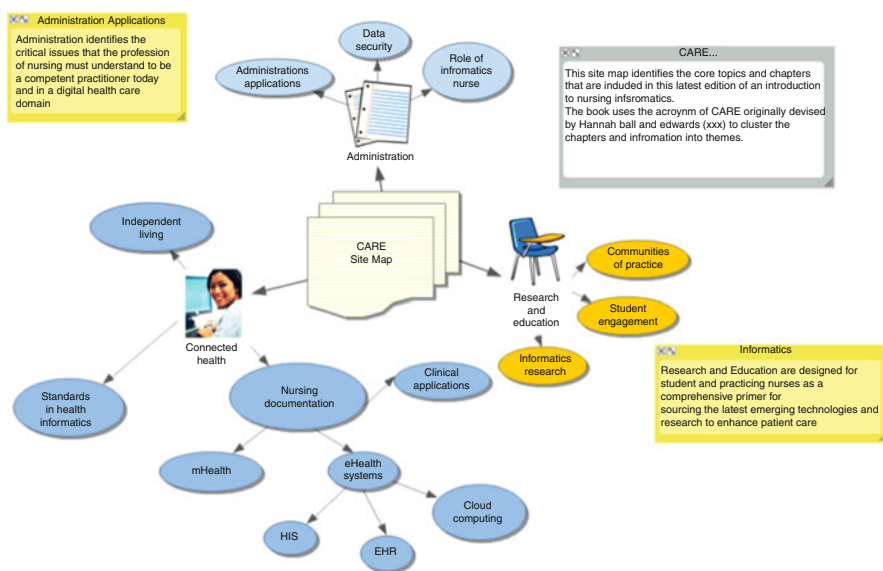 Administration Applications
Administration identifies the
critical issues that the profession
of nursing must understand to be
a competent practitioner today
and in a digital health care
domain
Data
security
Administrations
applications
Role of
infromatics
nurse
Administration
CARE...
This site map identifies the core topics and chapters
that are induded in this latest edition of an introduction
to nursing infsromatics.
The book uses the acroynm of CARE originally devised
by Hannah ball and edwards (xxx) to cluster the
chapters and infromation into themes.
Independent
living
CARE
Site Map
Communities
of practice
Research
and
education
Student
engagement
Connected
health
Informatics
research
Informatics
Research and Education are designed for
student and practicing nurses as a
comprehensive primer for
sourcing the latest emerging technologies and
research to enhance patient care
Clinical
applications
Nursing
documentation
Standards
in health
informatics
mHealth
eHealth
systems
Cloud
computing
HIS
EHR